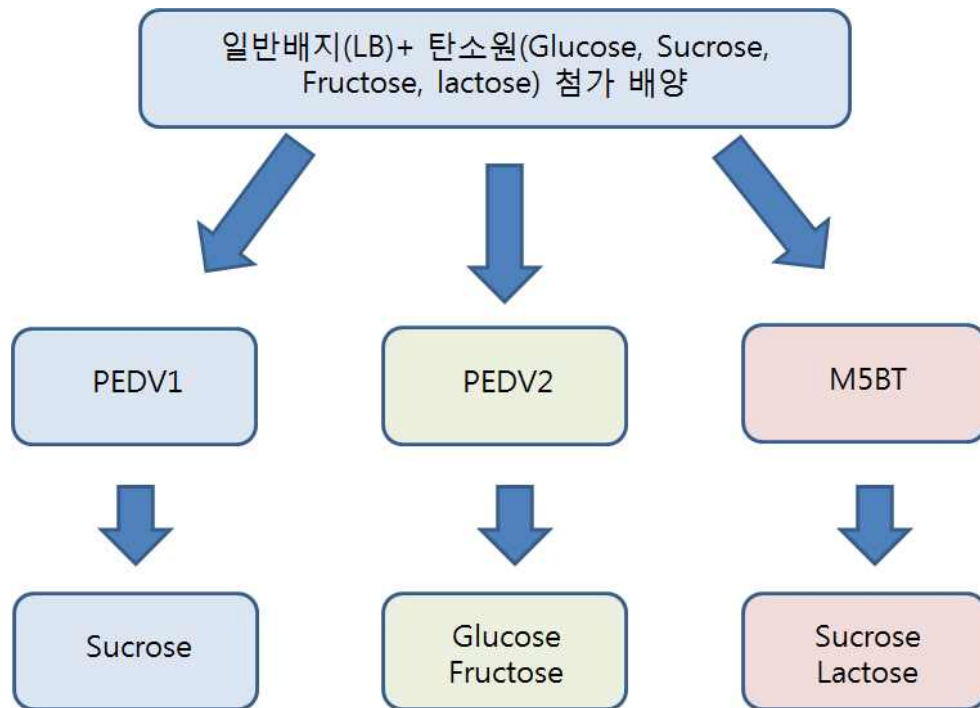 일반배지(LB)+ 탄소원(Glucose, Sucrose,
Fructose, lactose) 첨가 배양
PEDV1
PEDV2
M5BT
Sucrose
Glucose
Fructose
Sucrose
Lactose